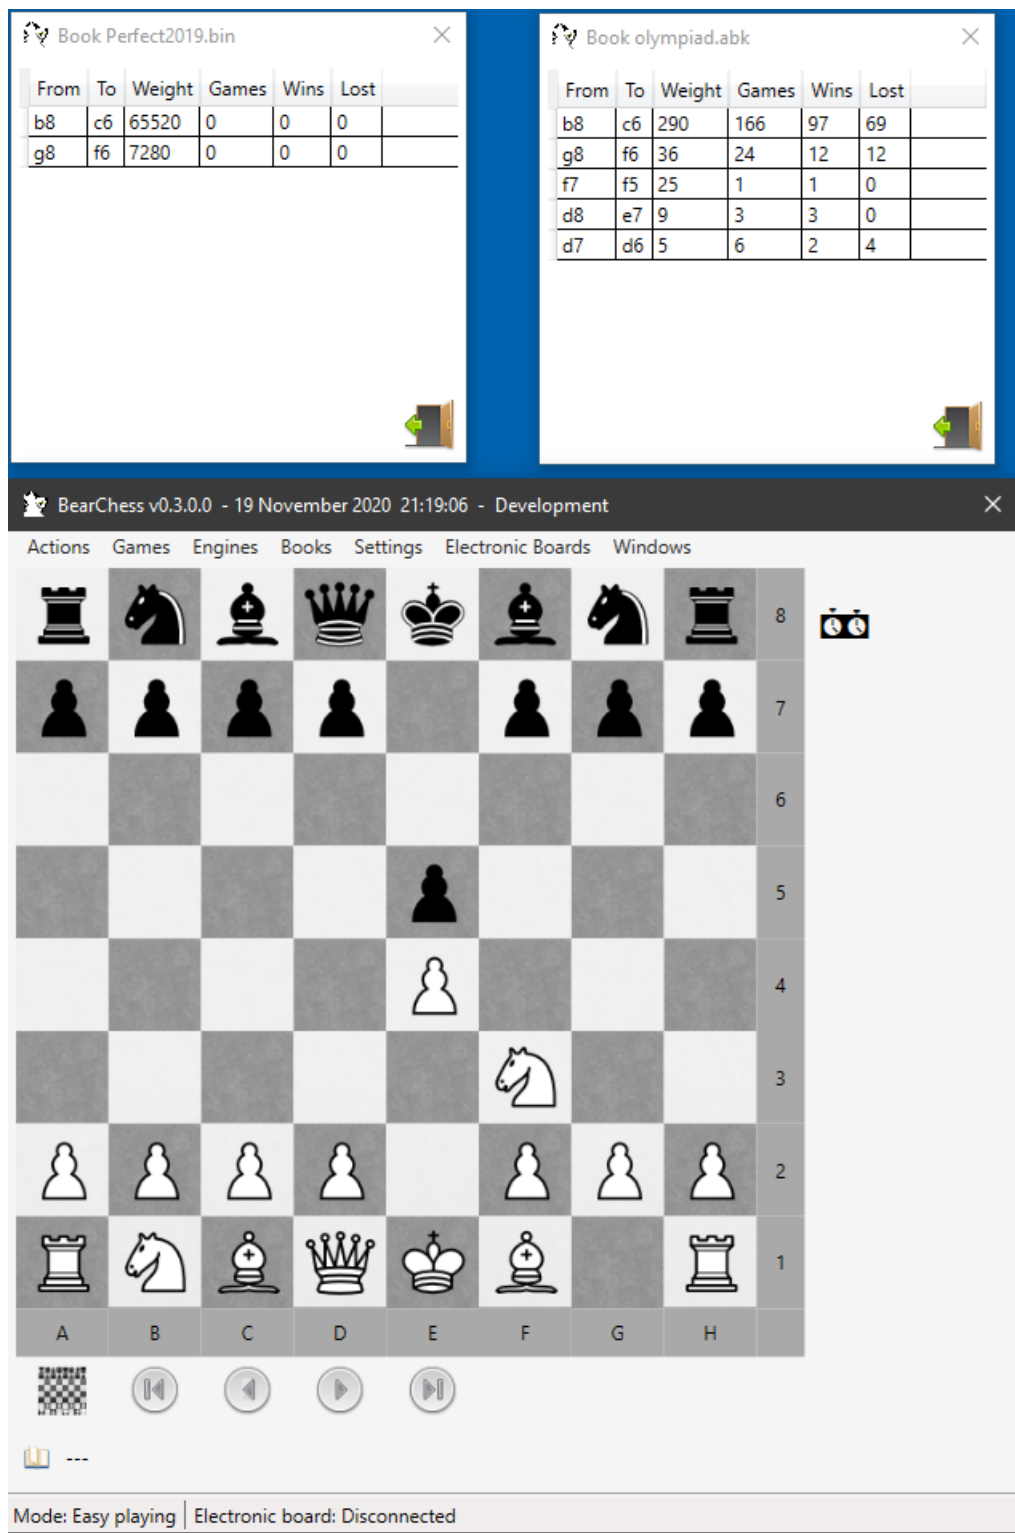 Book Perfect2019.bin
From To Weight Games Wins Lost
b8 c6 65520 0 0 0
g8 f6 7280 0 0 0
Book olympiad.abk
From To Weight Games Wins Lost
b8 c6 290 166 97 69
g8 f6 36 24 12 12
f7 f5 25 1 1 0
d8 e7 9 3 3 0
d7 d6 5 6 2 4
BearChess v0.3.0.0 - 19 November 2020 21:19:06 - Development
Actions Games Engines Books Settings Electronic Boards Windows
8
7
6
5
4
3
2
1
A B C D E F G H
---
Mode: Easy playing Electronic board: Disconnected